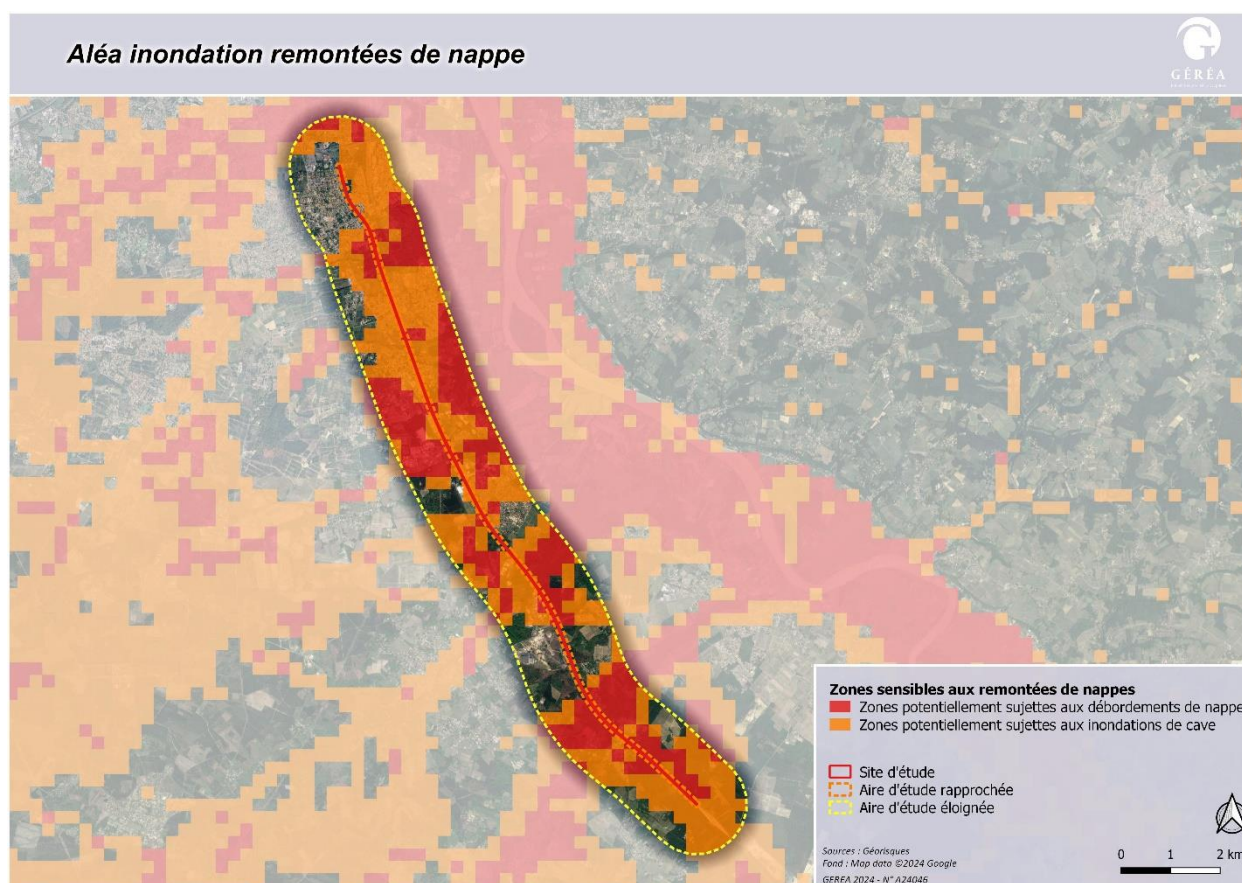 Aléa inondation remontées de nappe
GÉRÉA
Zones sensibles aux remontées de nappes
Zones potentiellement sujettes aux débordements de nappe
Zones potentiellement sujettes aux inondations de cave
Site d'étude
Aire d'étude rapprochée
Aire d'étude éloignée
Sources : Géorisques
Fond : Map data ©2024 Google
GEREA 2024 - N° A24046
0 1 2 km